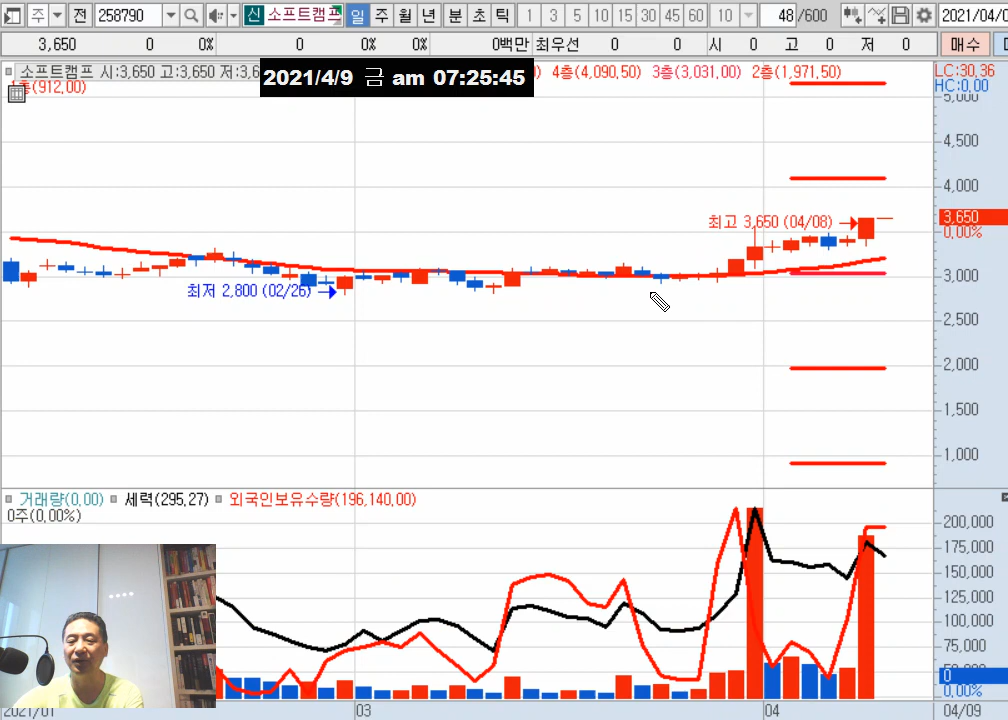 주 전 258790 신 소프트캠프 일 주 월 년 분 초 틱 1 3 5 10 15 30 45 60 10 48 /600 2021/04/0
3,650 0 0% 0 0% 0% 0백만 최우선 0 0 시 0 고 0 저 0 매수
소프트캠프 시:3,650 고:3,650 저:3,6
2021/4/9 금 am 07:25:45
4층(4,090,50) 3층(3,031,00) 2층(1,971,50)
층(912,00)
LC:30,36
HC:0,00
5,000
4,500
4,000
최고 3,650 (04/08)
3,650
0,00%
3,000
최저 2,800 (02/26)
2,500
2,000
1,500
1,000
거래량(0,00) 세력(295,27) 외국인보유수량(196,140,00)
0주(0,00%)
200,000
175,000
150,000
125,000
100,000
75,000
50,000
0
0,00%
2021/01 03 04 04/09